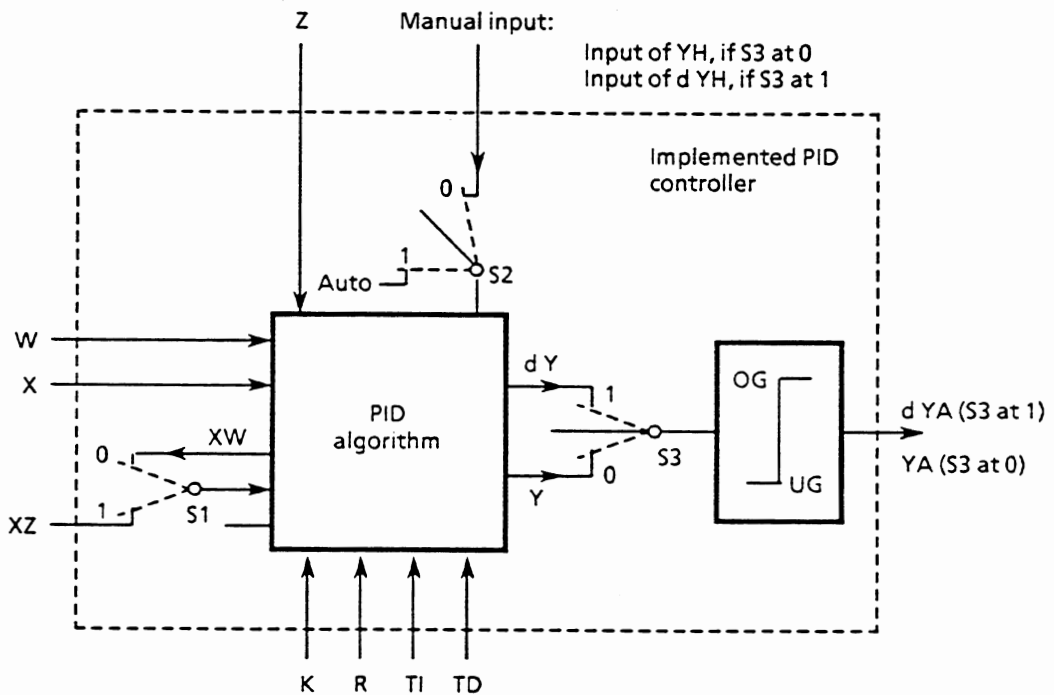 Z
Manual input:
Input of YH, if S3 at 0
Input of d YH, if S3 at 1
Implemented PID
controller
0
1
Auto
S2
W
X
XW
0
1
S1
XZ
PID
algorithm
d Y
1
S3
Y
0
OG
UG
d YA (S3 at 1)
YA (S3 at 0)
K R TI TD